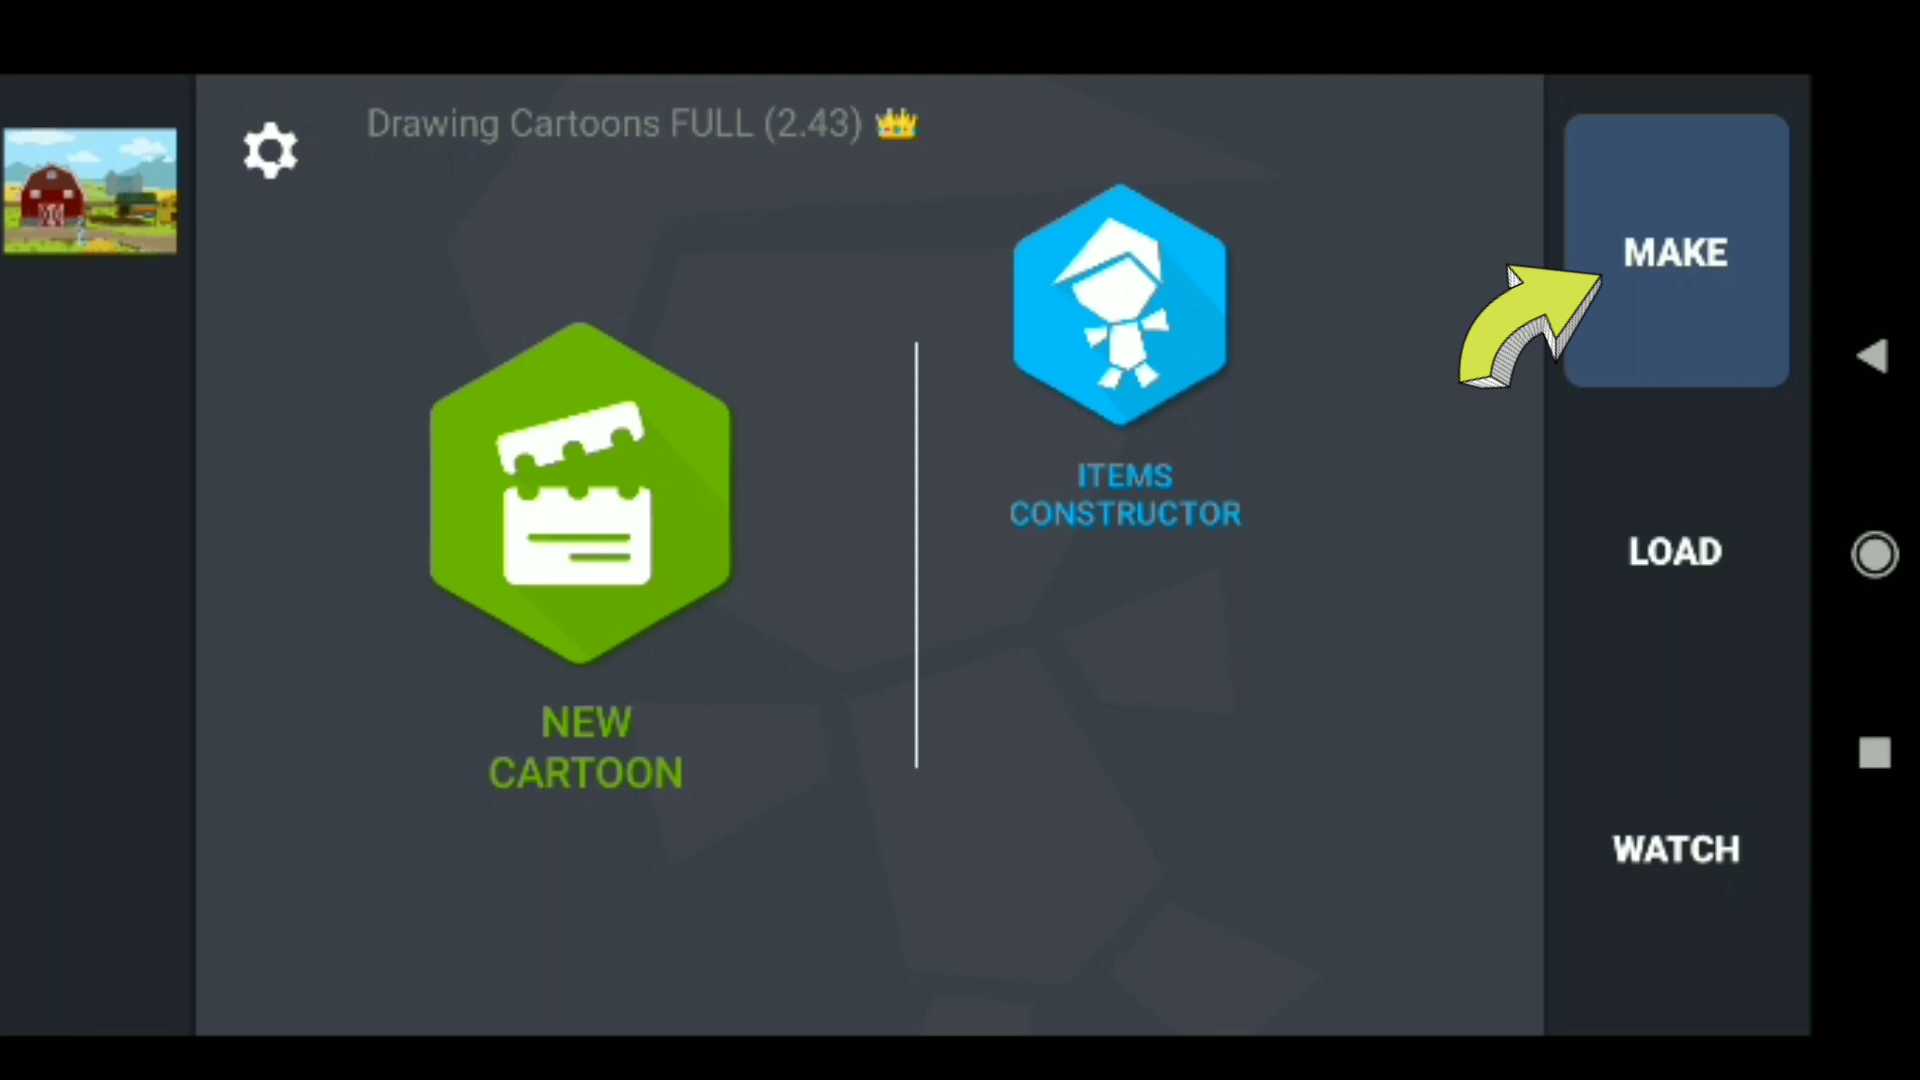 Drawing Cartoons FULL (2.43)
MAKE
ITEMS
CONSTRUCTOR
LOAD
NEW
CARTOON
WATCH